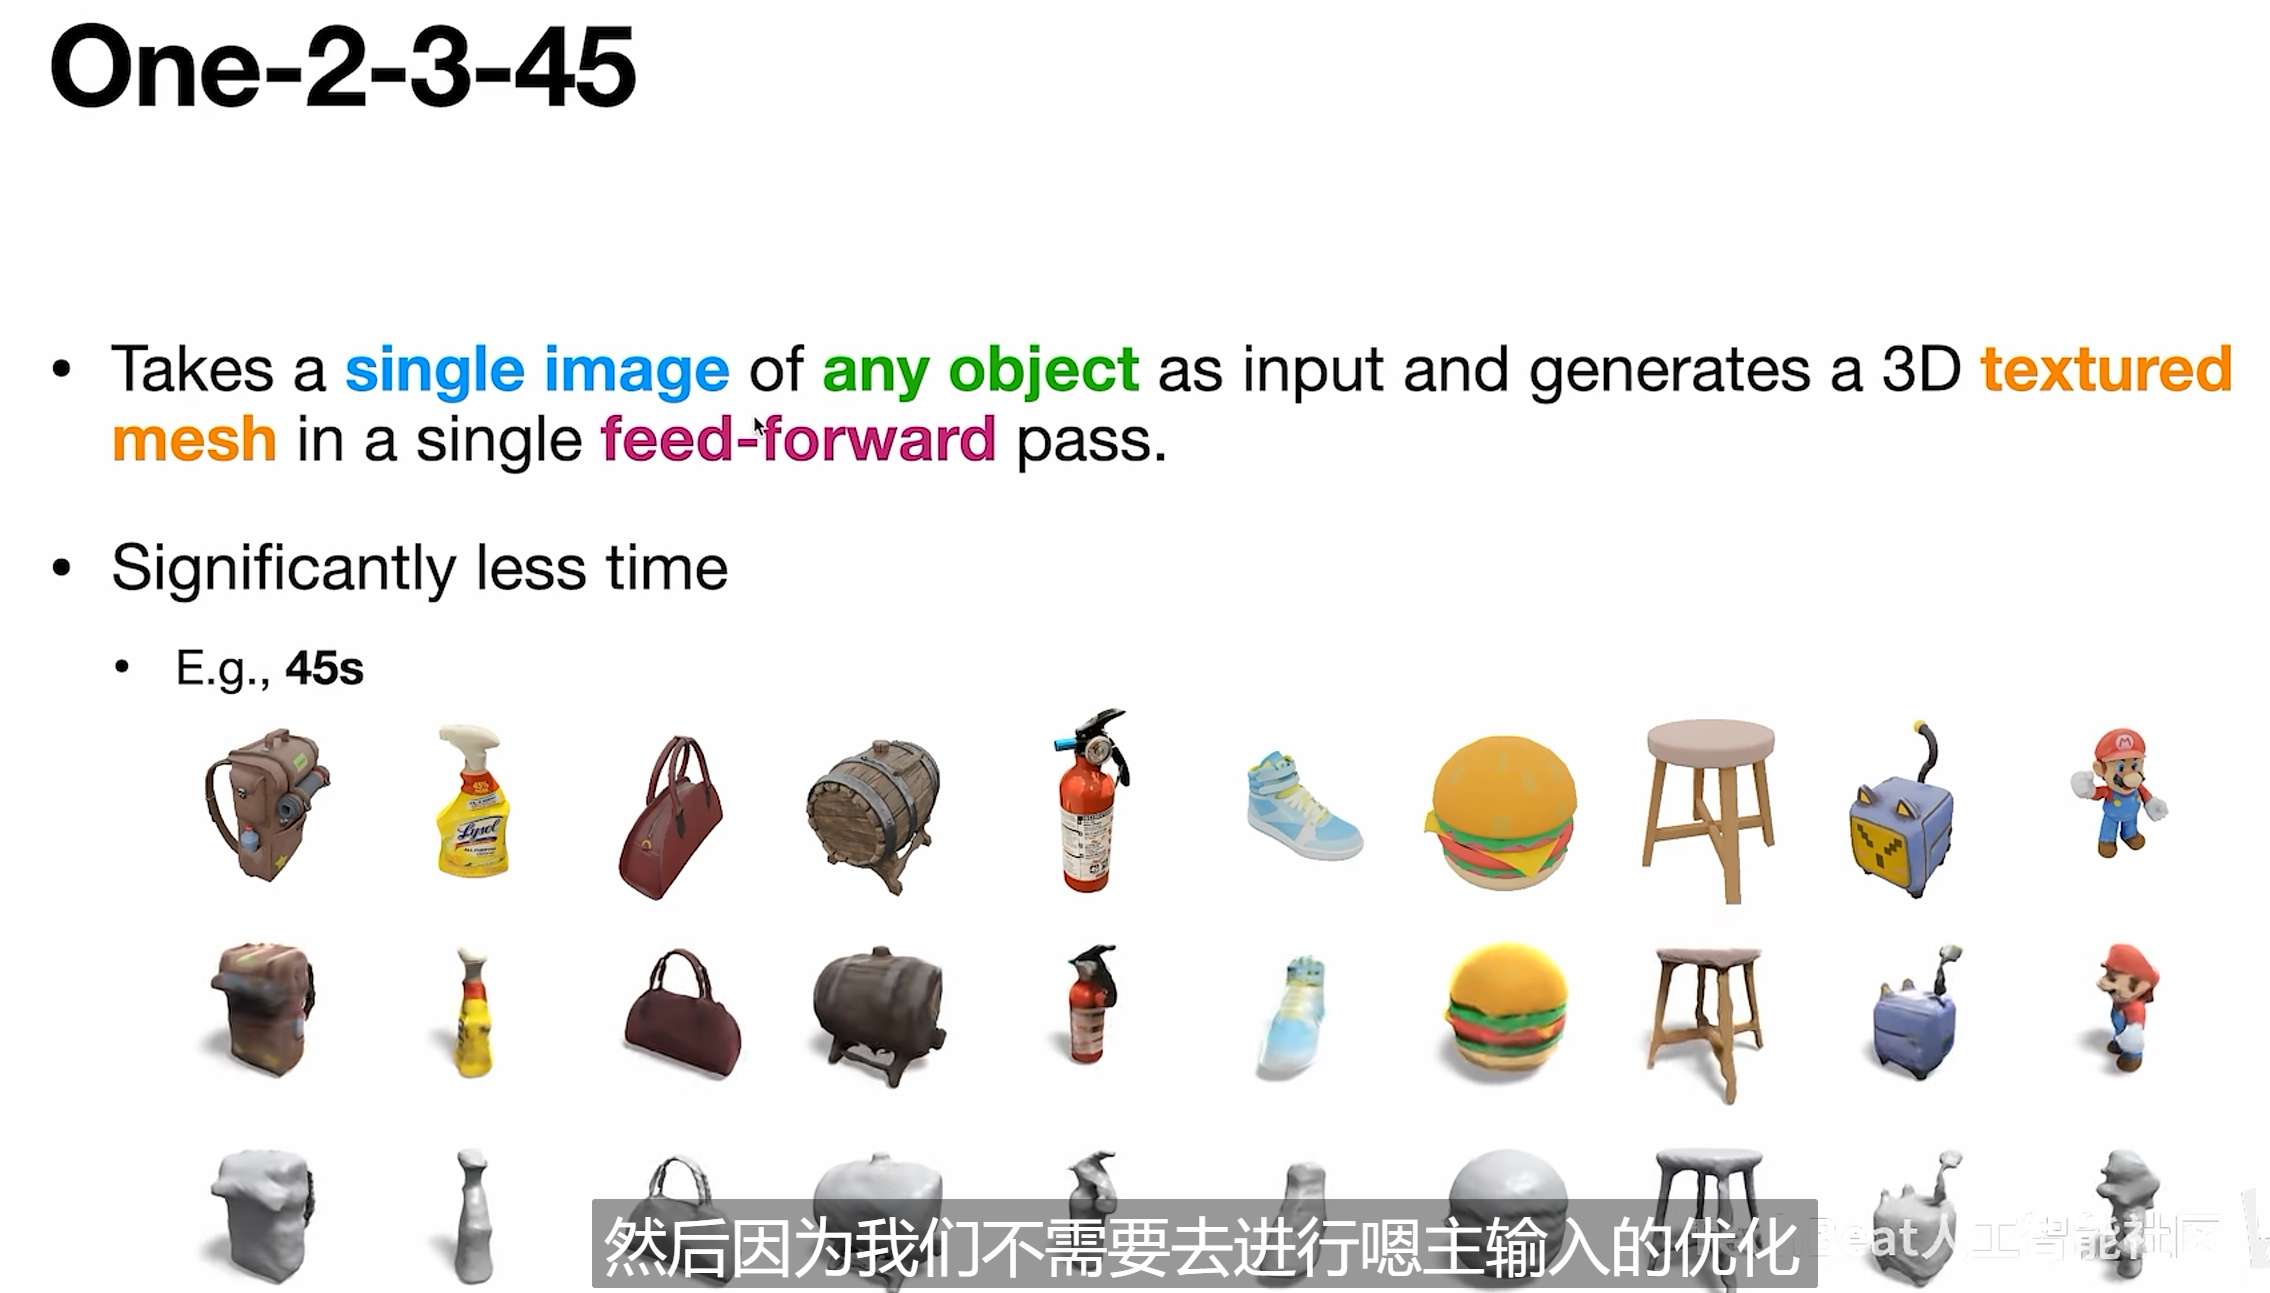 One-2-3-45
• Takes a single image of any object as input and generates a 3D textured
mesh in a single feed-forward pass.
• Significantly less time
• E.g., 45s
Lysol
M
然后因为我们不需要去进行嗯主输入的优化
Beat人工智能社区